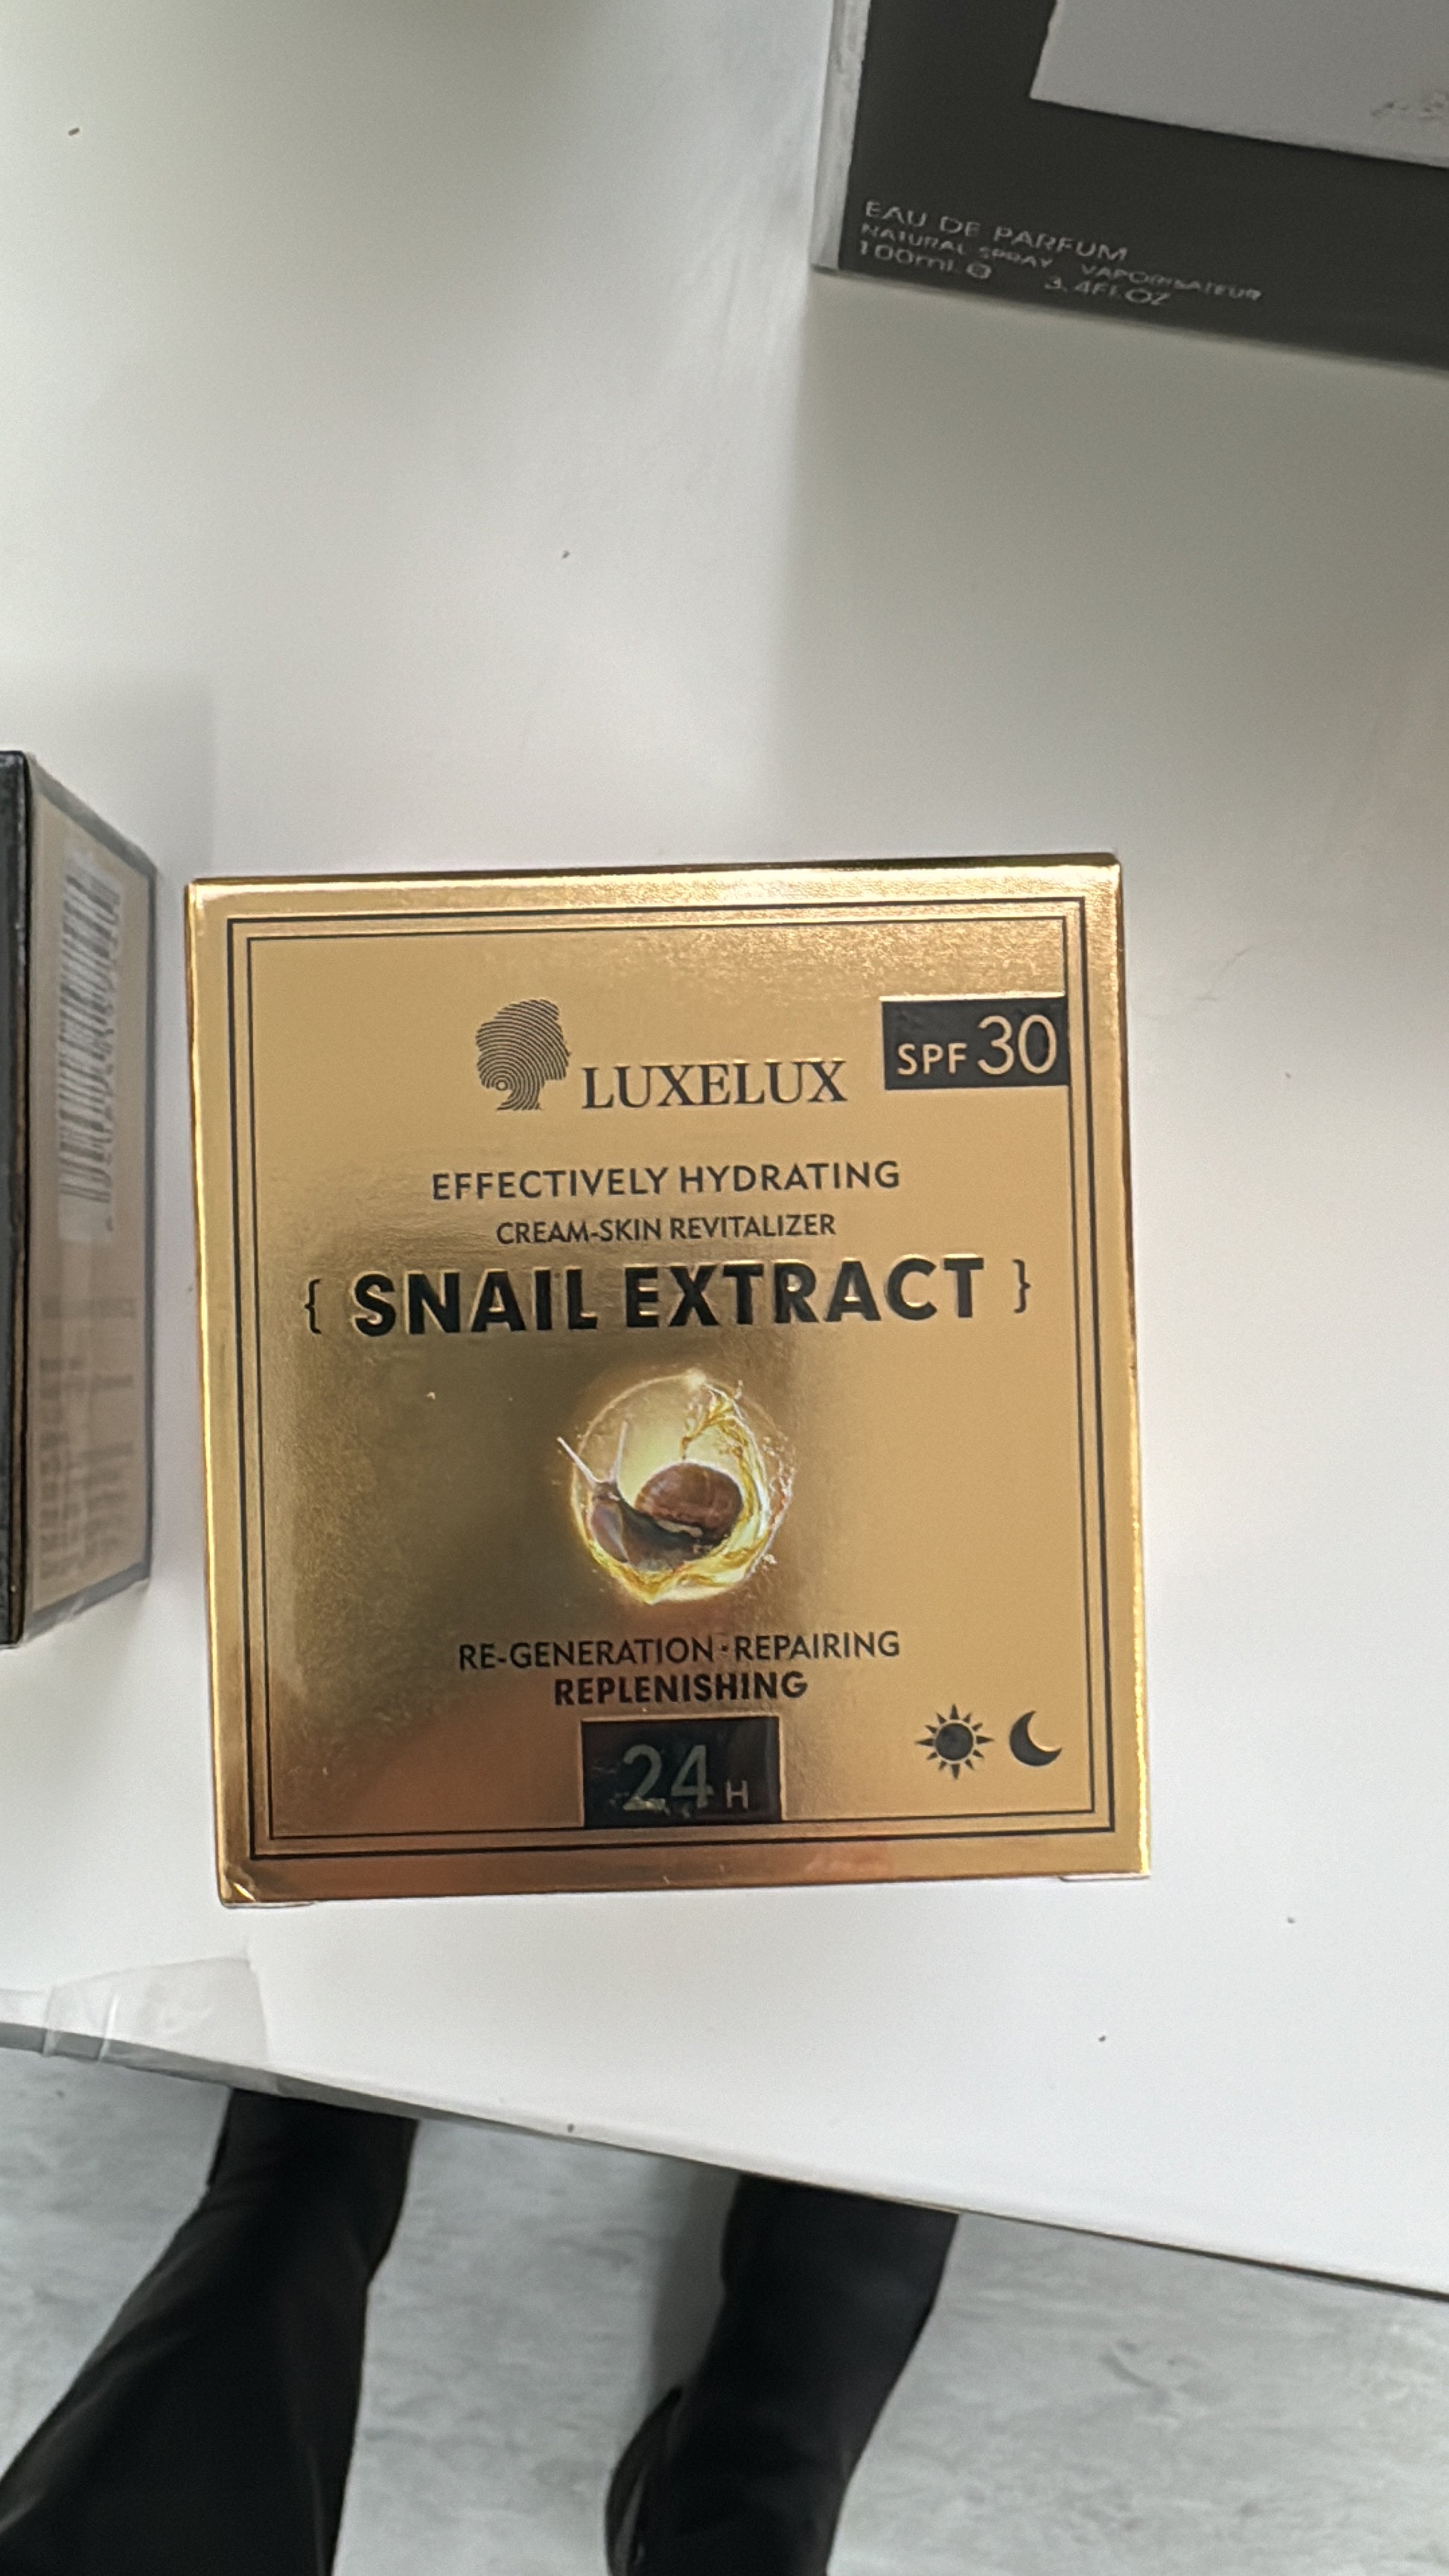 EAU DE PARFUM
NATURAL SPRAY VAPORISATEUR
100ml. e 3.4FL.OZ
SPF 30
LUXELUX
EFFECTIVELY HYDRATING
CREAM-SKIN REVITALIZER
{ SNAIL EXTRACT }
RE-GENERATION · REPAIRING
REPLENISHING
24 H